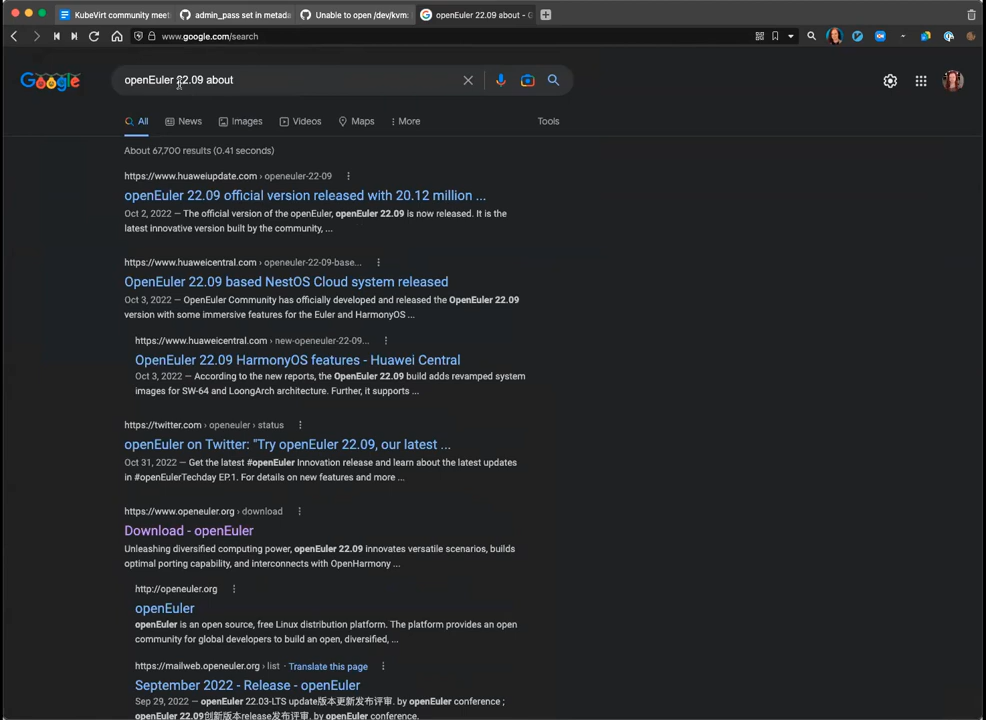 KubeVirt community meet
admin_pass set in metada
Unable to open /dev/kvm:
openEuler 22.09 about - G
www.google.com/search
Google
openEuler 22.09 about
All
News
Images
Videos
Maps
More
Tools
About 67,700 results (0.41 seconds)
https://www.huaweiupdate.com › openeuler-22-09
openEuler 22.09 official version released with 20.12 million ...
Oct 2, 2022 — The official version of the openEuler, openEuler 22.09 is now released. It is the
latest innovative version built by the community, ...
https://www.huaweicentral.com › openeuler-22-09-base...
OpenEuler 22.09 based NestOS Cloud system released
Oct 3, 2022 — OpenEuler Community has officially developed and released the OpenEuler 22.09
version with some immersive features for the Euler and HarmonyOS ...
https://www.huaweicentral.com › new-openeuler-22-09...
OpenEuler 22.09 HarmonyOS features - Huawei Central
Oct 3, 2022 — According to the new reports, the OpenEuler 22.09 build adds revamped system
images for SW-64 and LoongArch architecture. Further, it supports ...
https://twitter.com › openeuler › status
openEuler on Twitter: "Try openEuler 22.09, our latest ...
Oct 31, 2022 — Get the latest #openEuler Innovation release and learn about the latest updates
in #openEulerTechday EP.1. For details on new features and more ...
https://www.openeuler.org › download
Download - openEuler
Unleashing diversified computing power, openEuler 22.09 innovates versatile scenarios, builds
optimal porting capability, and interconnects with OpenHarmony ...
http://openeuler.org
openEuler
openEuler is an open source, free Linux distribution platform. The platform provides an open
community for global developers to build an open, diversified, ...
https://mailweb.openeuler.org › list · Translate this page
September 2022 - Release - openEuler
Sep 29, 2022 — openEuler 22.03-LTS update版本更新发布评审. by openEuler conference ;
openEuler 22.09创新版本release发布评审. by openEuler conference.